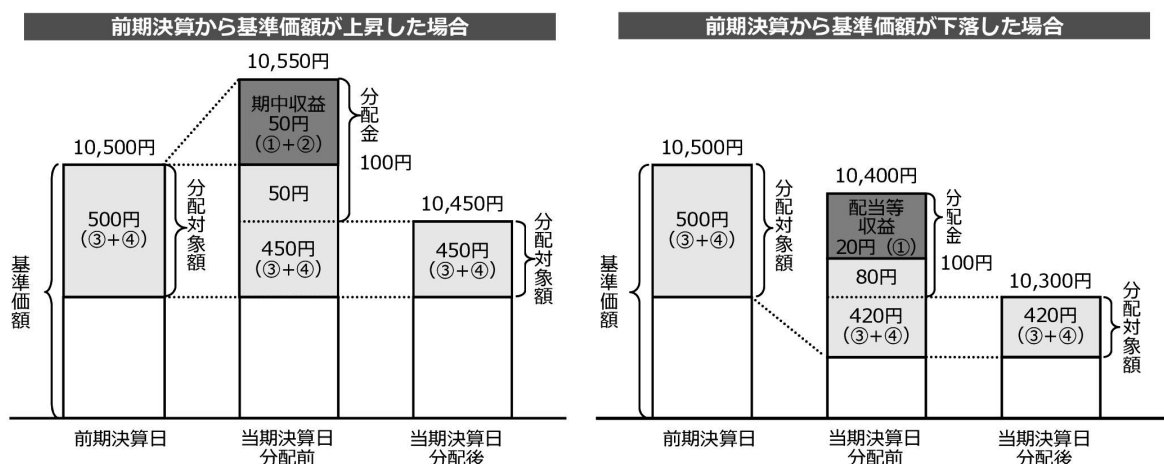 前期決算から基準価額が上昇した場合
10,550円
期中収益
50円
(①+②)
分配金
100円
10,500円
500円
(③+④)
分配対象額
50円
450円
(③+④)
10,450円
450円
(③+④)
分配対象額
基準価額
前期決算日
当期決算日
分配前
当期決算日
分配後
前期決算から基準価額が下落した場合
10,500円
500円
(③+④)
分配対象額
10,400円
配当等
収益
20円 (①)
分配金
100円
80円
420円
(③+④)
10,300円
420円
(③+④)
分配対象額
基準価額
前期決算日
当期決算日
分配前
当期決算日
分配後